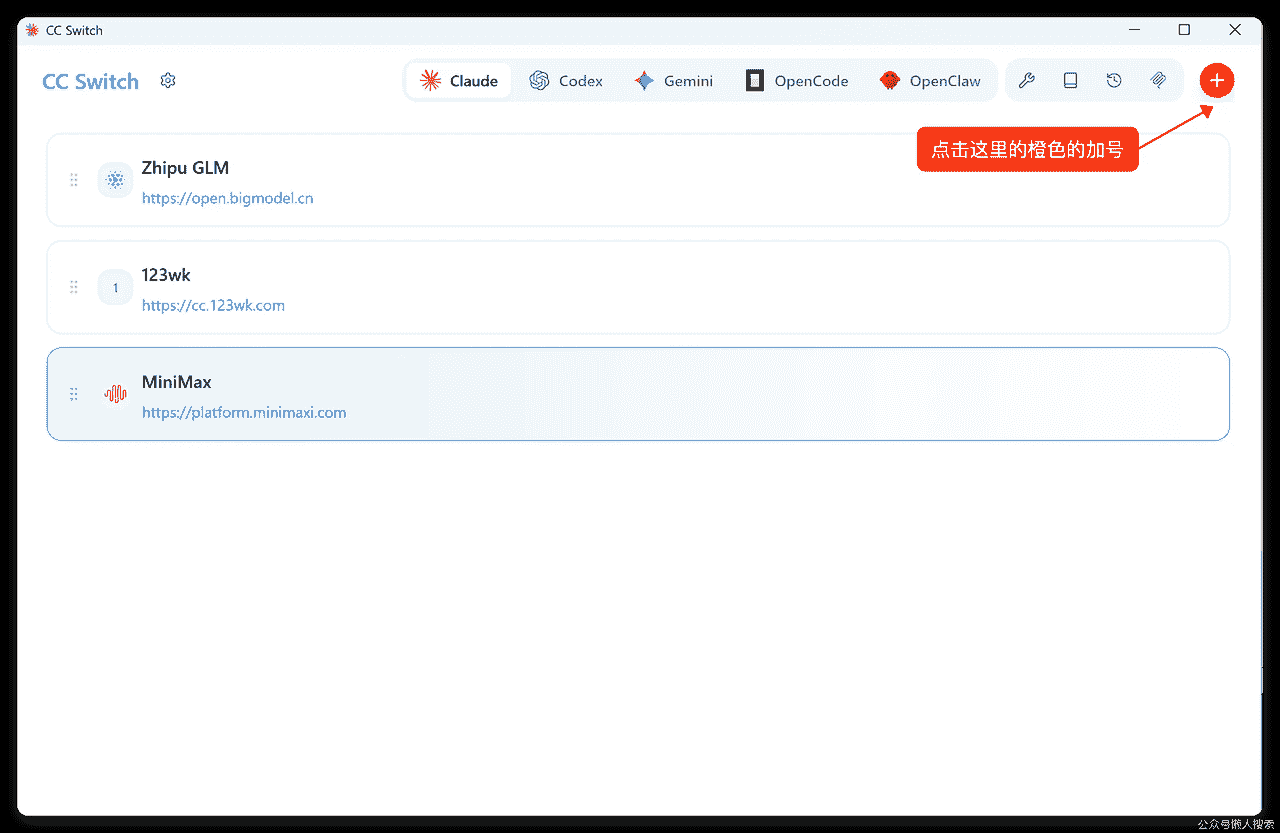 CC Switch
CC Switch
Claude
Codex
Gemini
OpenCode
OpenClaw
点击这里的橙色的加号
Zhipu GLM
https://open.bigmodel.cn
1
123wk
https://cc.123wk.com
MiniMax
https://platform.minimaxi.com
公众号懒人搜索